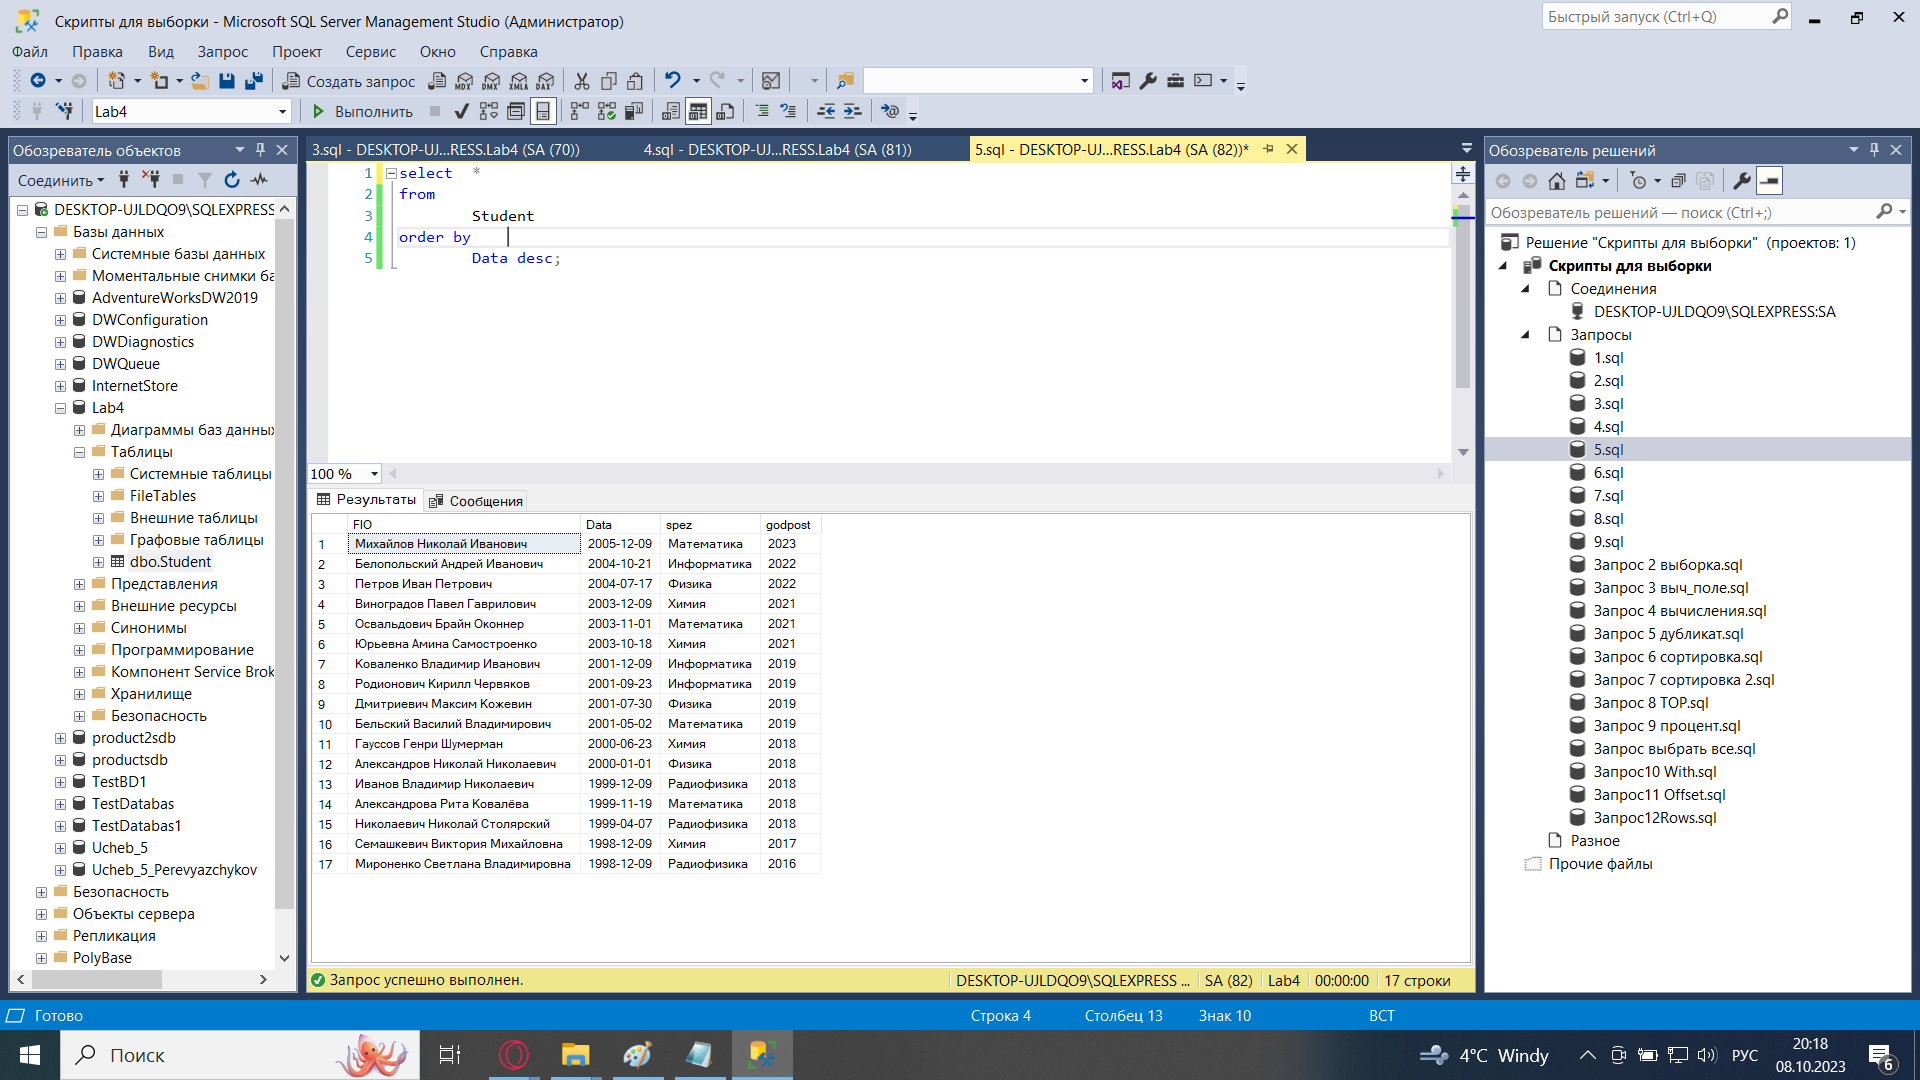 Скрипты для выборки - Microsoft SQL Server Management Studio (Администратор)
Быстрый запуск (Ctrl+Q)
Файл Правка Вид Запрос Проект Сервис Окно Справка
Создать запрос MDX DMX XMLA DAX
Lab4 Выполнить
Обозреватель объектов
Соединить
DESKTOP-UJLDQO9\SQLEXPRESS
Базы данных
Системные базы данных
Моментальные снимки ба
AdventureWorksDW2019
DWConfiguration
DWDiagnostics
DWQueue
InternetStore
Lab4
Диаграммы баз данных
Таблицы
Системные таблицы
FileTables
Внешние таблицы
Графовые таблицы
dbo.Student
Представления
Внешние ресурсы
Синонимы
Программирование
Компонент Service Brok
Хранилище
Безопасность
product2sdb
productsdb
TestBD1
TestDatabas
TestDatabas1
Ucheb_5
Ucheb_5_Perevyazchykov
Безопасность
Объекты сервера
Репликация
PolyBase
3.sql - DESKTOP-UJ...RESS.Lab4 (SA (70)) 4.sql - DESKTOP-UJ...RESS.Lab4 (SA (81)) 5.sql - DESKTOP-UJ...RESS.Lab4 (SA (82))*
1 select *
2 from
3 Student
4 order by
5 Data desc;
100 %
Результаты Сообщения
FIO Data spez godpost
1 Михайлов Николай Иванович 2005-12-09 Математика 2023
2 Белопольский Андрей Иванович 2004-10-21 Информатика 2022
3 Петров Иван Петрович 2004-07-17 Физика 2022
4 Виноградов Павел Гаврилович 2003-12-09 Химия 2021
5 Освальдович Брайн Оконнер 2003-11-01 Математика 2021
6 Юрьевна Амина Самостроенко 2003-10-18 Химия 2021
7 Коваленко Владимир Иванович 2001-12-09 Информатика 2019
8 Родионович Кирилл Червяков 2001-09-23 Информатика 2019
9 Дмитриевич Максим Кожевин 2001-07-30 Физика 2019
10 Бельский Василий Владимирович 2001-05-02 Математика 2019
11 Гауссов Генри Шумерман 2000-06-23 Химия 2018
12 Александров Николай Николаевич 2000-01-01 Физика 2018
13 Иванов Владимир Николаевич 1999-12-09 Радиофизика 2018
14 Александрова Рита Ковалёва 1999-11-19 Математика 2018
15 Николаевич Николай Столярский 1999-04-07 Радиофизика 2018
16 Семашкевич Виктория Михайловна 1998-12-09 Химия 2017
17 Мироненко Светлана Владимировна 1998-12-09 Радиофизика 2016
Запрос успешно выполнен. DESKTOP-UJLDQO9\SQLEXPRESS ... SA (82) Lab4 00:00:00 17 строки
Обозреватель решений
Обозреватель решений — поиск (Ctrl+;)
Решение "Скрипты для выборки" (проектов: 1)
Скрипты для выборки
Соединения
DESKTOP-UJLDQO9\SQLEXPRESS:SA
Запросы
1.sql
2.sql
3.sql
4.sql
5.sql
6.sql
7.sql
8.sql
9.sql
Запрос 2 выборка.sql
Запрос 3 выч_поле.sql
Запрос 4 вычисления.sql
Запрос 5 дубликат.sql
Запрос 6 сортировка.sql
Запрос 7 сортировка 2.sql
Запрос 8 TOP.sql
Запрос 9 процент.sql
Запрос выбрать все.sql
Запрос10 With.sql
Запрос11 Offset.sql
Запрос12Rows.sql
Разное
Прочие файлы
Готово Строка 4 Столбец 13 Знак 10 ВСТ
Поиск 4°C Windy РУС 20:18
08.10.2023 6